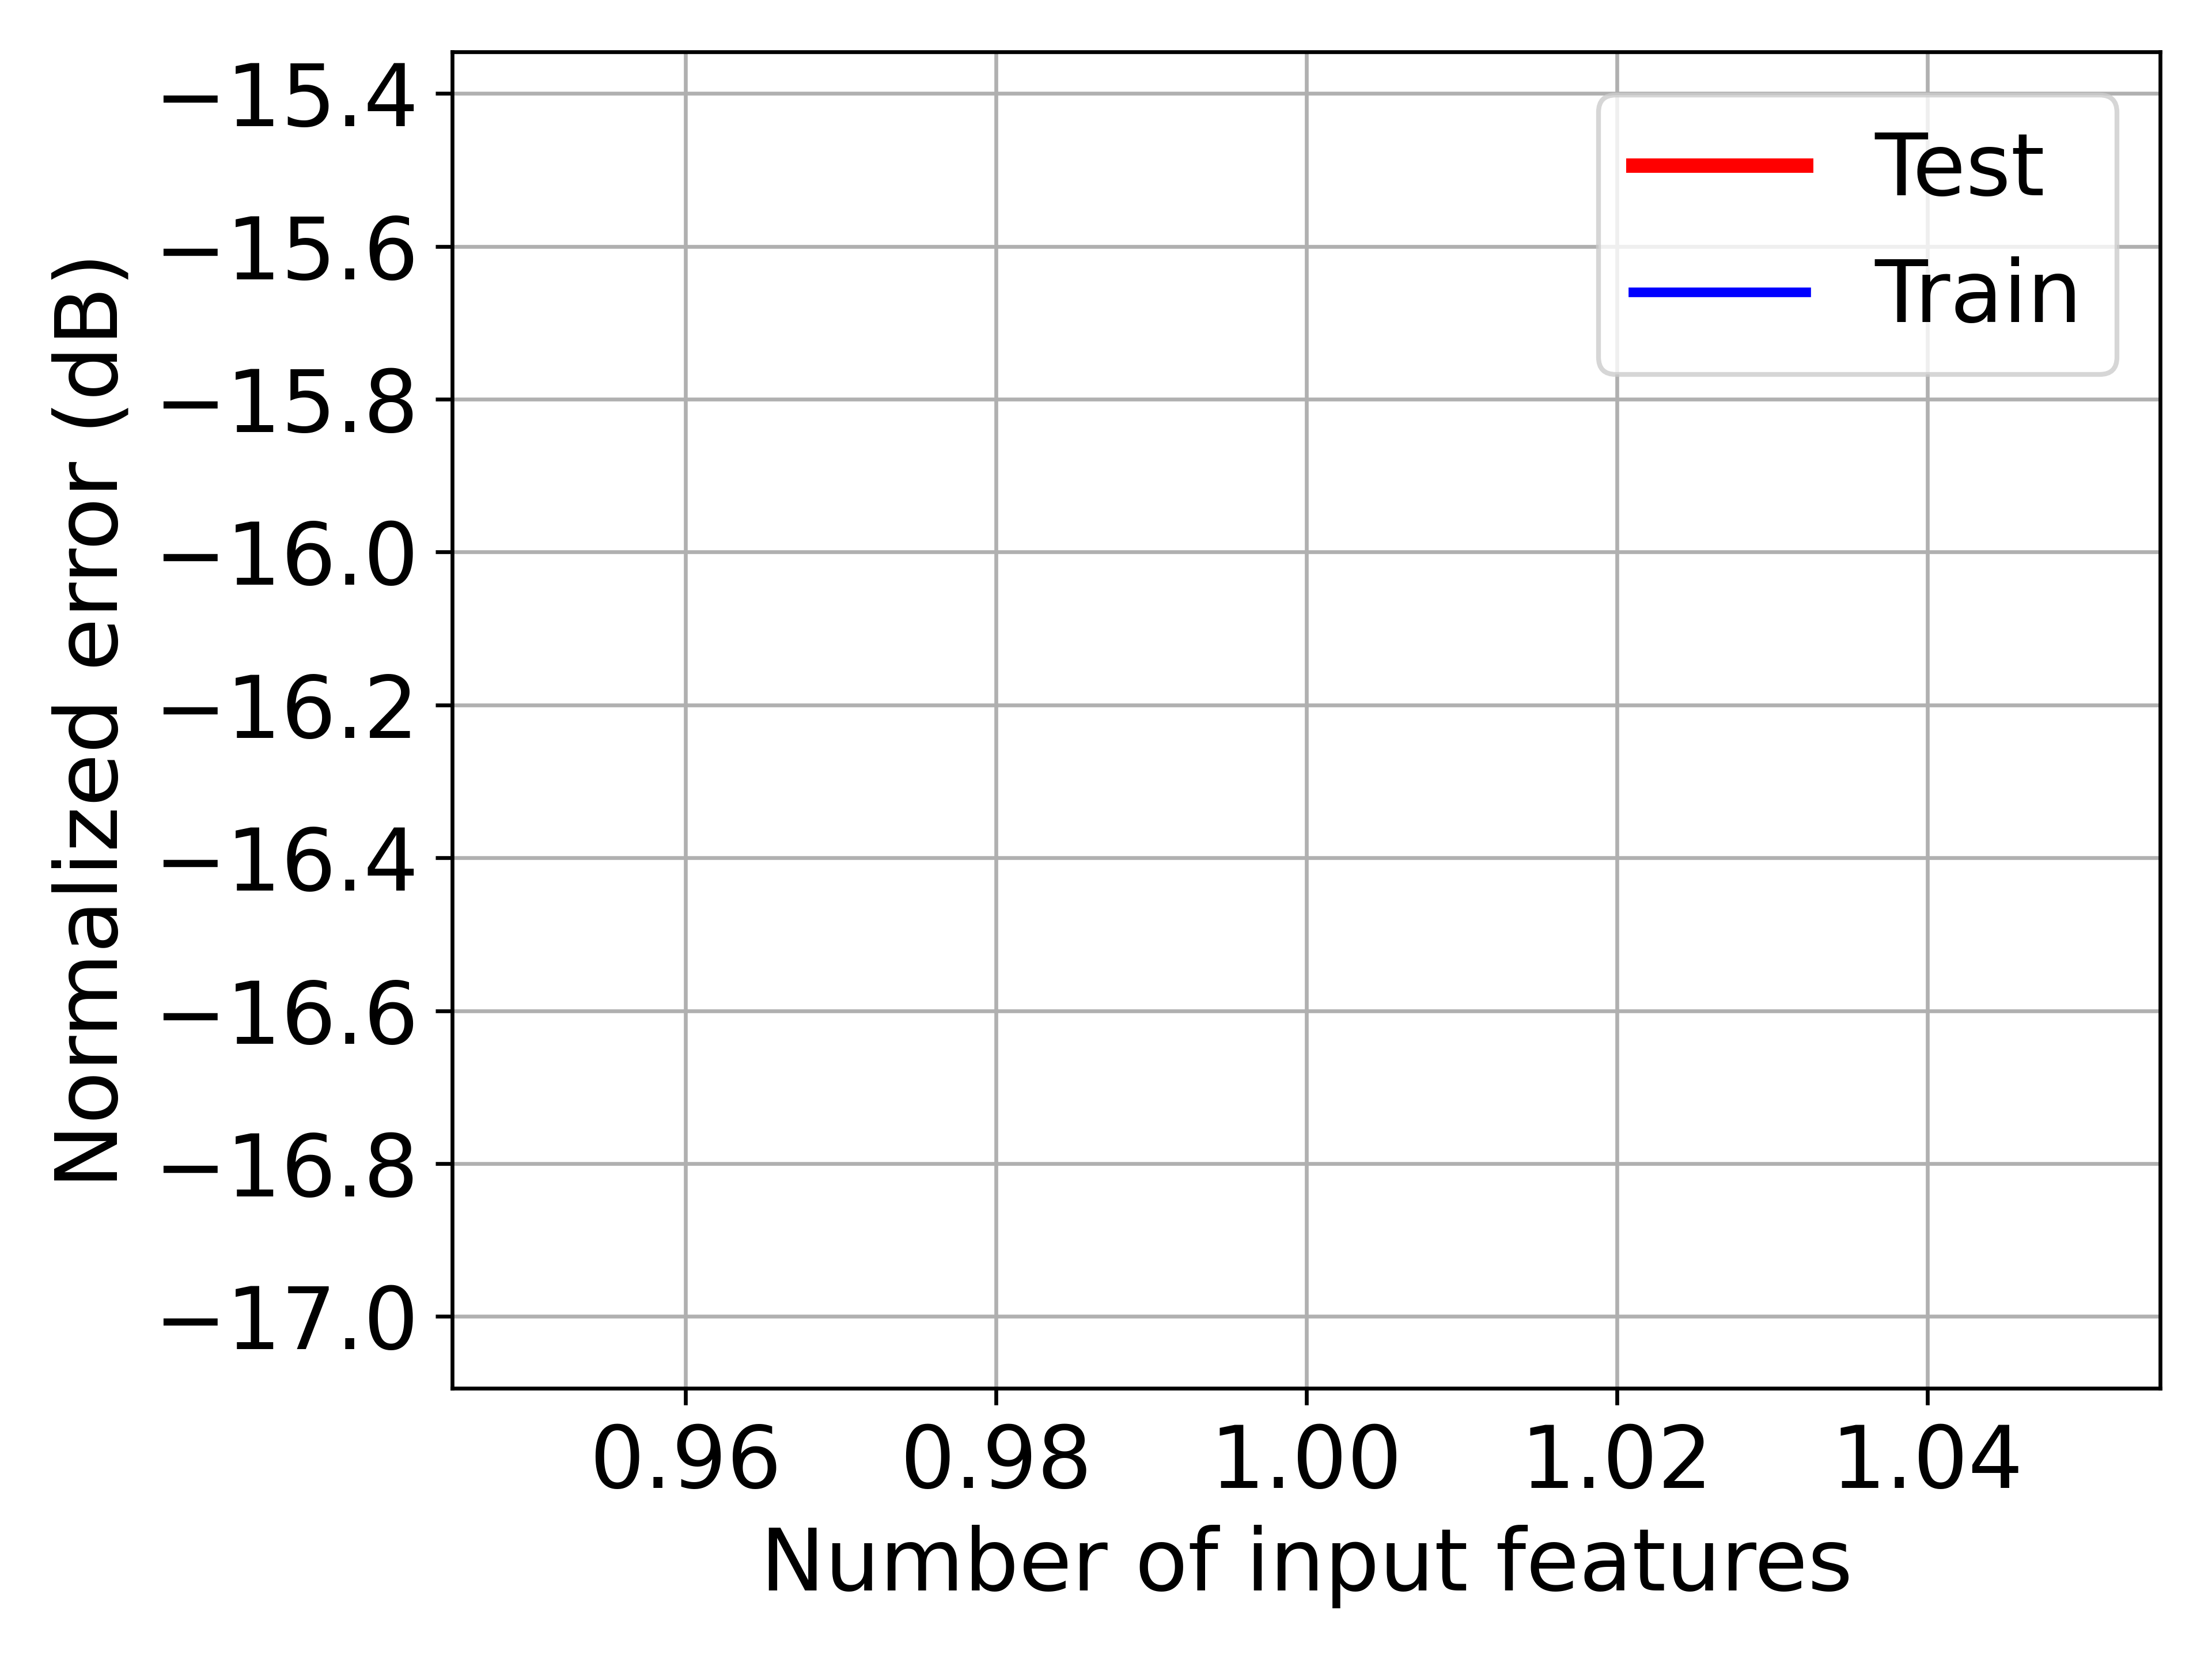 Normalized error (dB)
−15.4
−15.6
−15.8
−16.0
−16.2
−16.4
−16.6
−16.8
−17.0
Test
Train
0.96 0.98 1.00 1.02 1.04
Number of input features